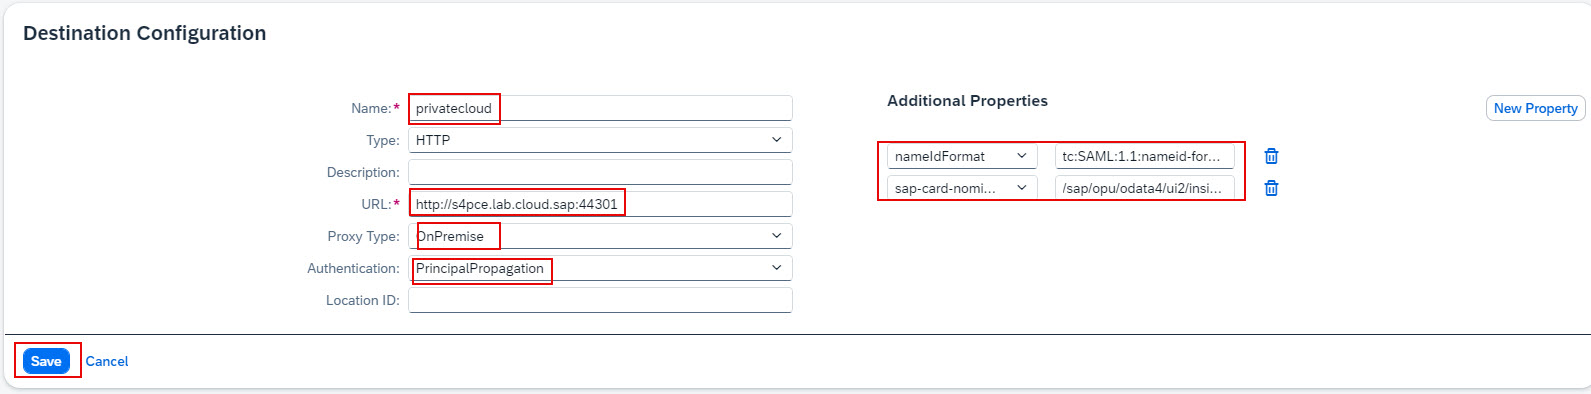 Destination Configuration
Name:* privatecloud
Type: HTTP
Description:
URL:* http://s4pce.lab.cloud.sap:44301
Proxy Type: OnPremise
Authentication: PrincipalPropagation
Location ID:
Additional Properties
New Property
nameIdFormat tc:SAML:1.1:nameid-for...
sap-card-nomi... /sap/opu/odata4/ui2/insi...
Save Cancel